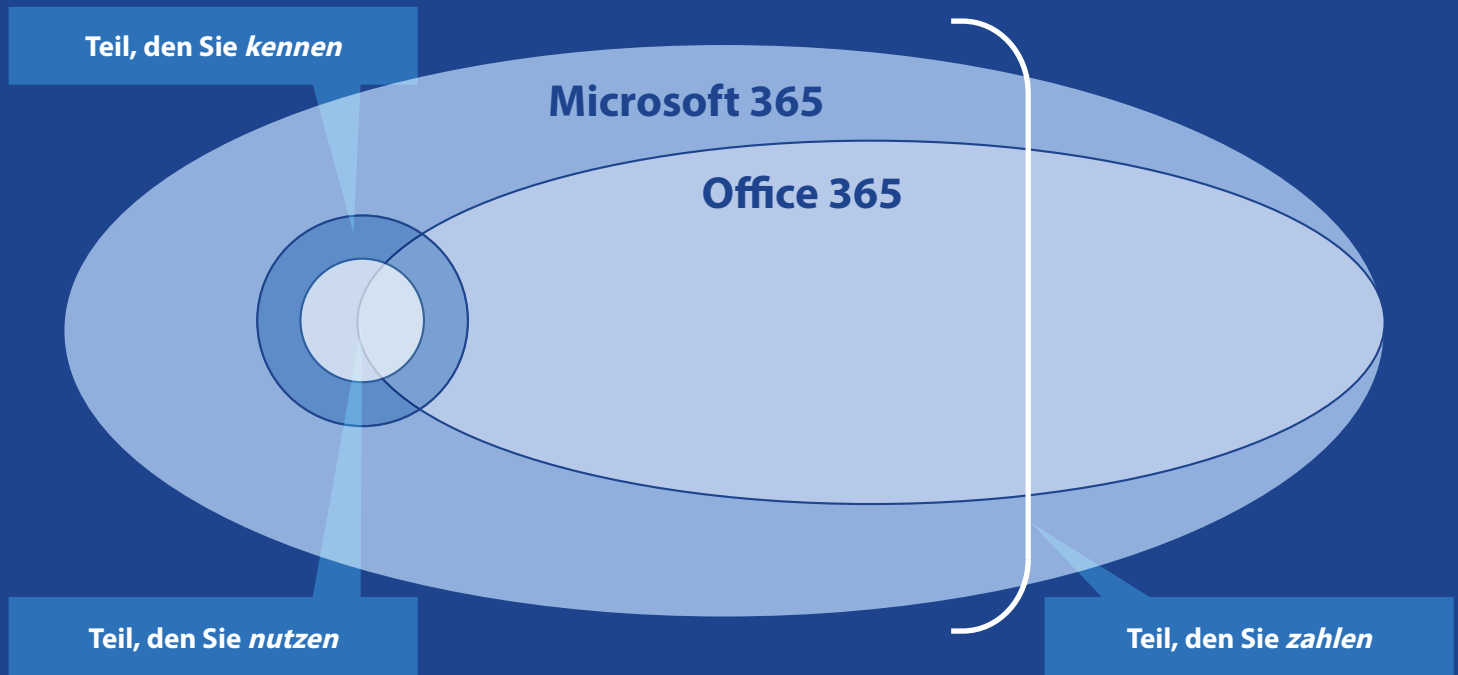 Teil, den Sie kennen
Microsoft 365
Office 365
Teil, den Sie nutzen
Teil, den Sie zahlen